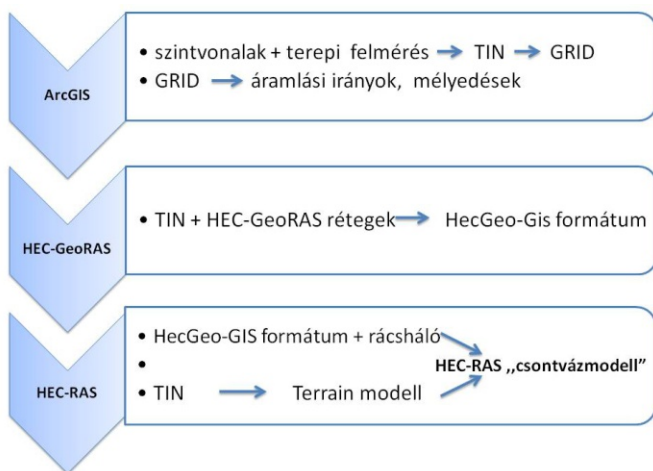 ArcGIS
• szintvonalak + terepi felmérés → TIN → GRID
• GRID → áramlási irányok, mélyedések
HEC-GeoRAS
• TIN + HEC-GeoRAS rétegek → HecGeo-Gis formátum
HEC-RAS
• HecGeo-GIS formátum + rácsháló
•
HEC-RAS ,,csontvázmodell”
• TIN → Terrain modell